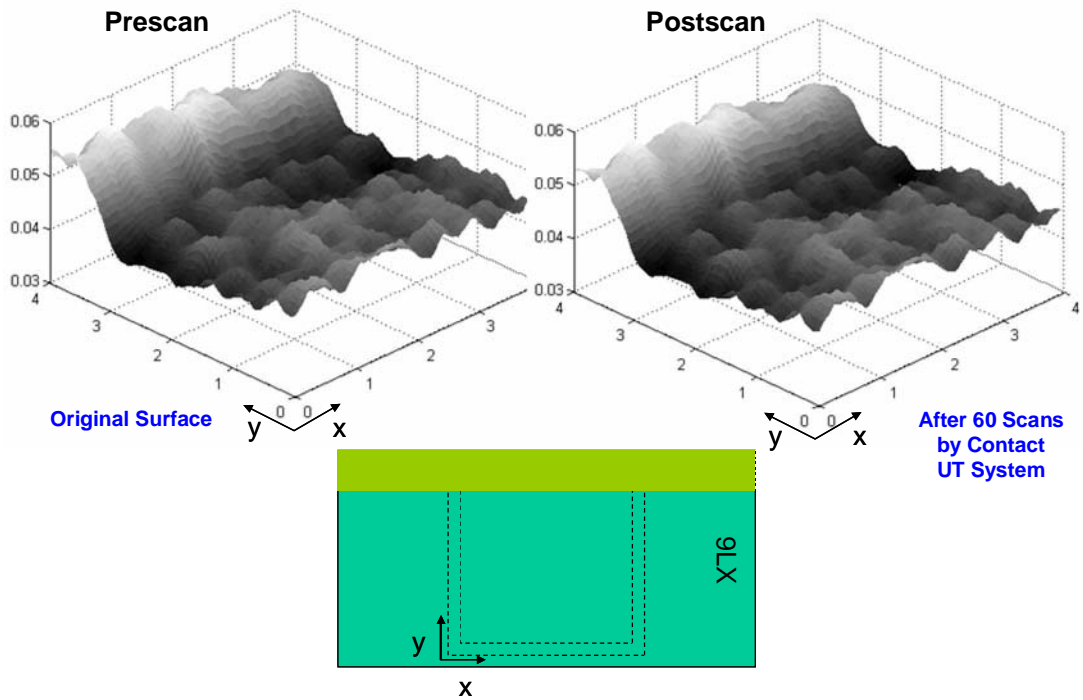 Prescan
0.06
0.05
0.04
0.03
4
3
2
1
0
0
1
2
3
y
x
Original Surface
Postscan
0.06
0.05
0.04
0.03
4
3
2
1
0
0
1
2
3
4
y
x
After 60 Scans
by Contact
UT System
9LX
y
x